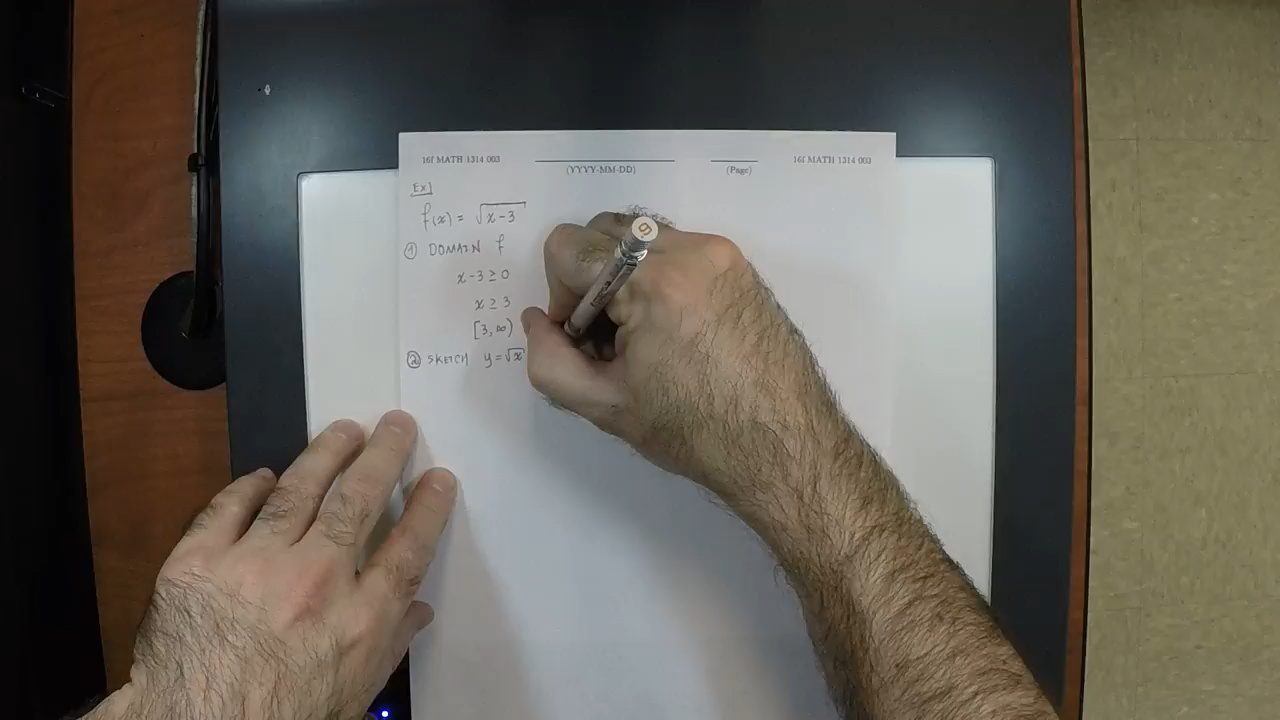 16f MATH 1314 003 (YYYY-MM-DD) (Page) 16f MATH 1314 003
Ex1
f(x) = √x-3
① DOMAIN f
x-3 ≥ 0
x ≥ 3
[3, ∞)
② SKETCH y = √x